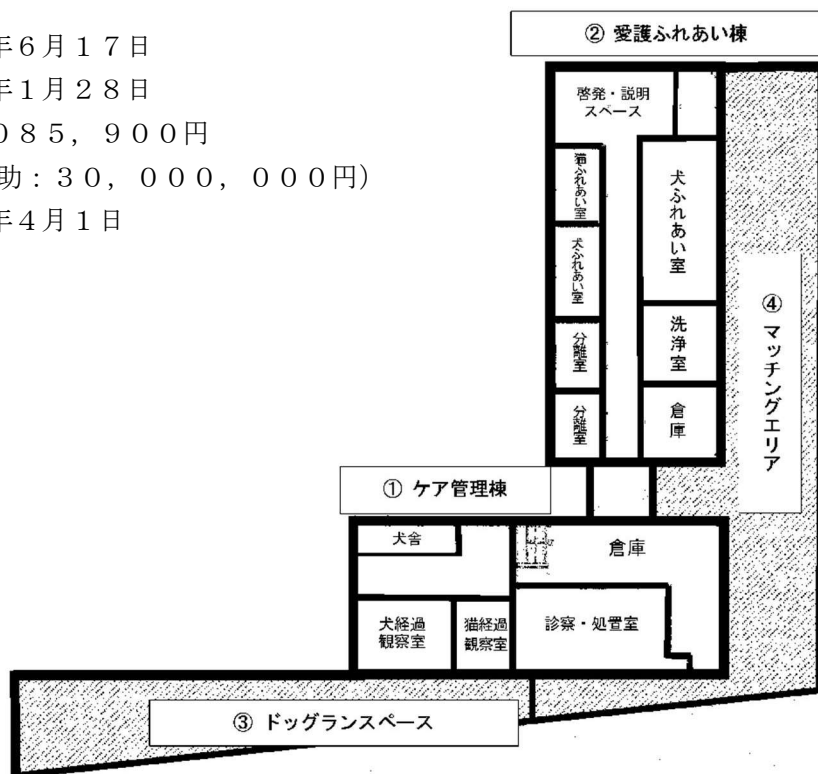 年６月１７日
年１月２８日
０８５，９００円
助：３０，０００，０００円）
年４月１日
② 愛護ふれあい棟
啓発・説明
スペース
猫ふれあい室
犬ふれあい室
犬ふれあい室
分離室
洗浄室
分離室
倉庫
④ マッチングエリア
① ケア管理棟
犬舎
倉庫
犬経過
観察室
猫経過
観察室
診察・処置室
③ ドッグランスペース